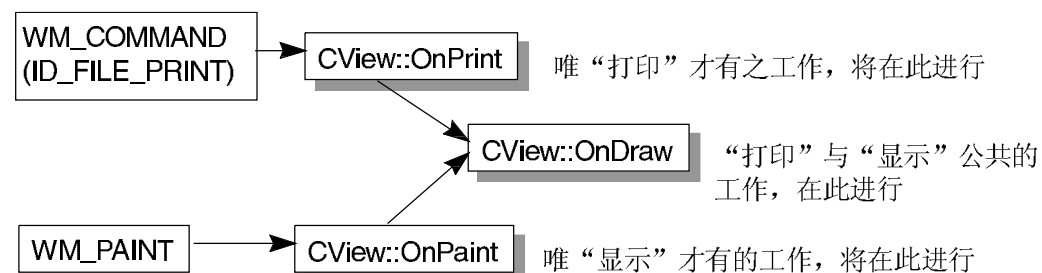 WM_COMMAND
(ID_FILE_PRINT)
CView::OnPrint
唯“打印”才有之工作，将在此进行
CView::OnDraw
“打印”与“显示”公共的
工作，在此进行
WM_PAINT
CView::OnPaint
唯“显示”才有的工作，将在此进行